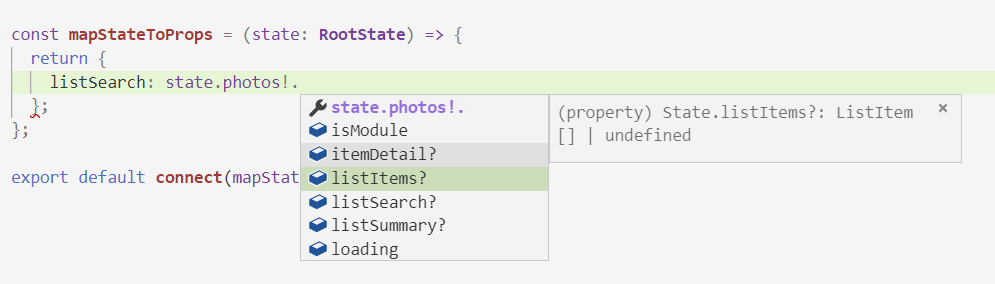 const mapStateToProps = (state: RootState) => {
return {
listSearch: state.photos!.
};
};
export default connect(mapStat
state.photos!.
isModule
itemDetail?
listItems?
listSearch?
listSummary?
loading
(property) State.listItems?: ListItem
[] | undefined
×